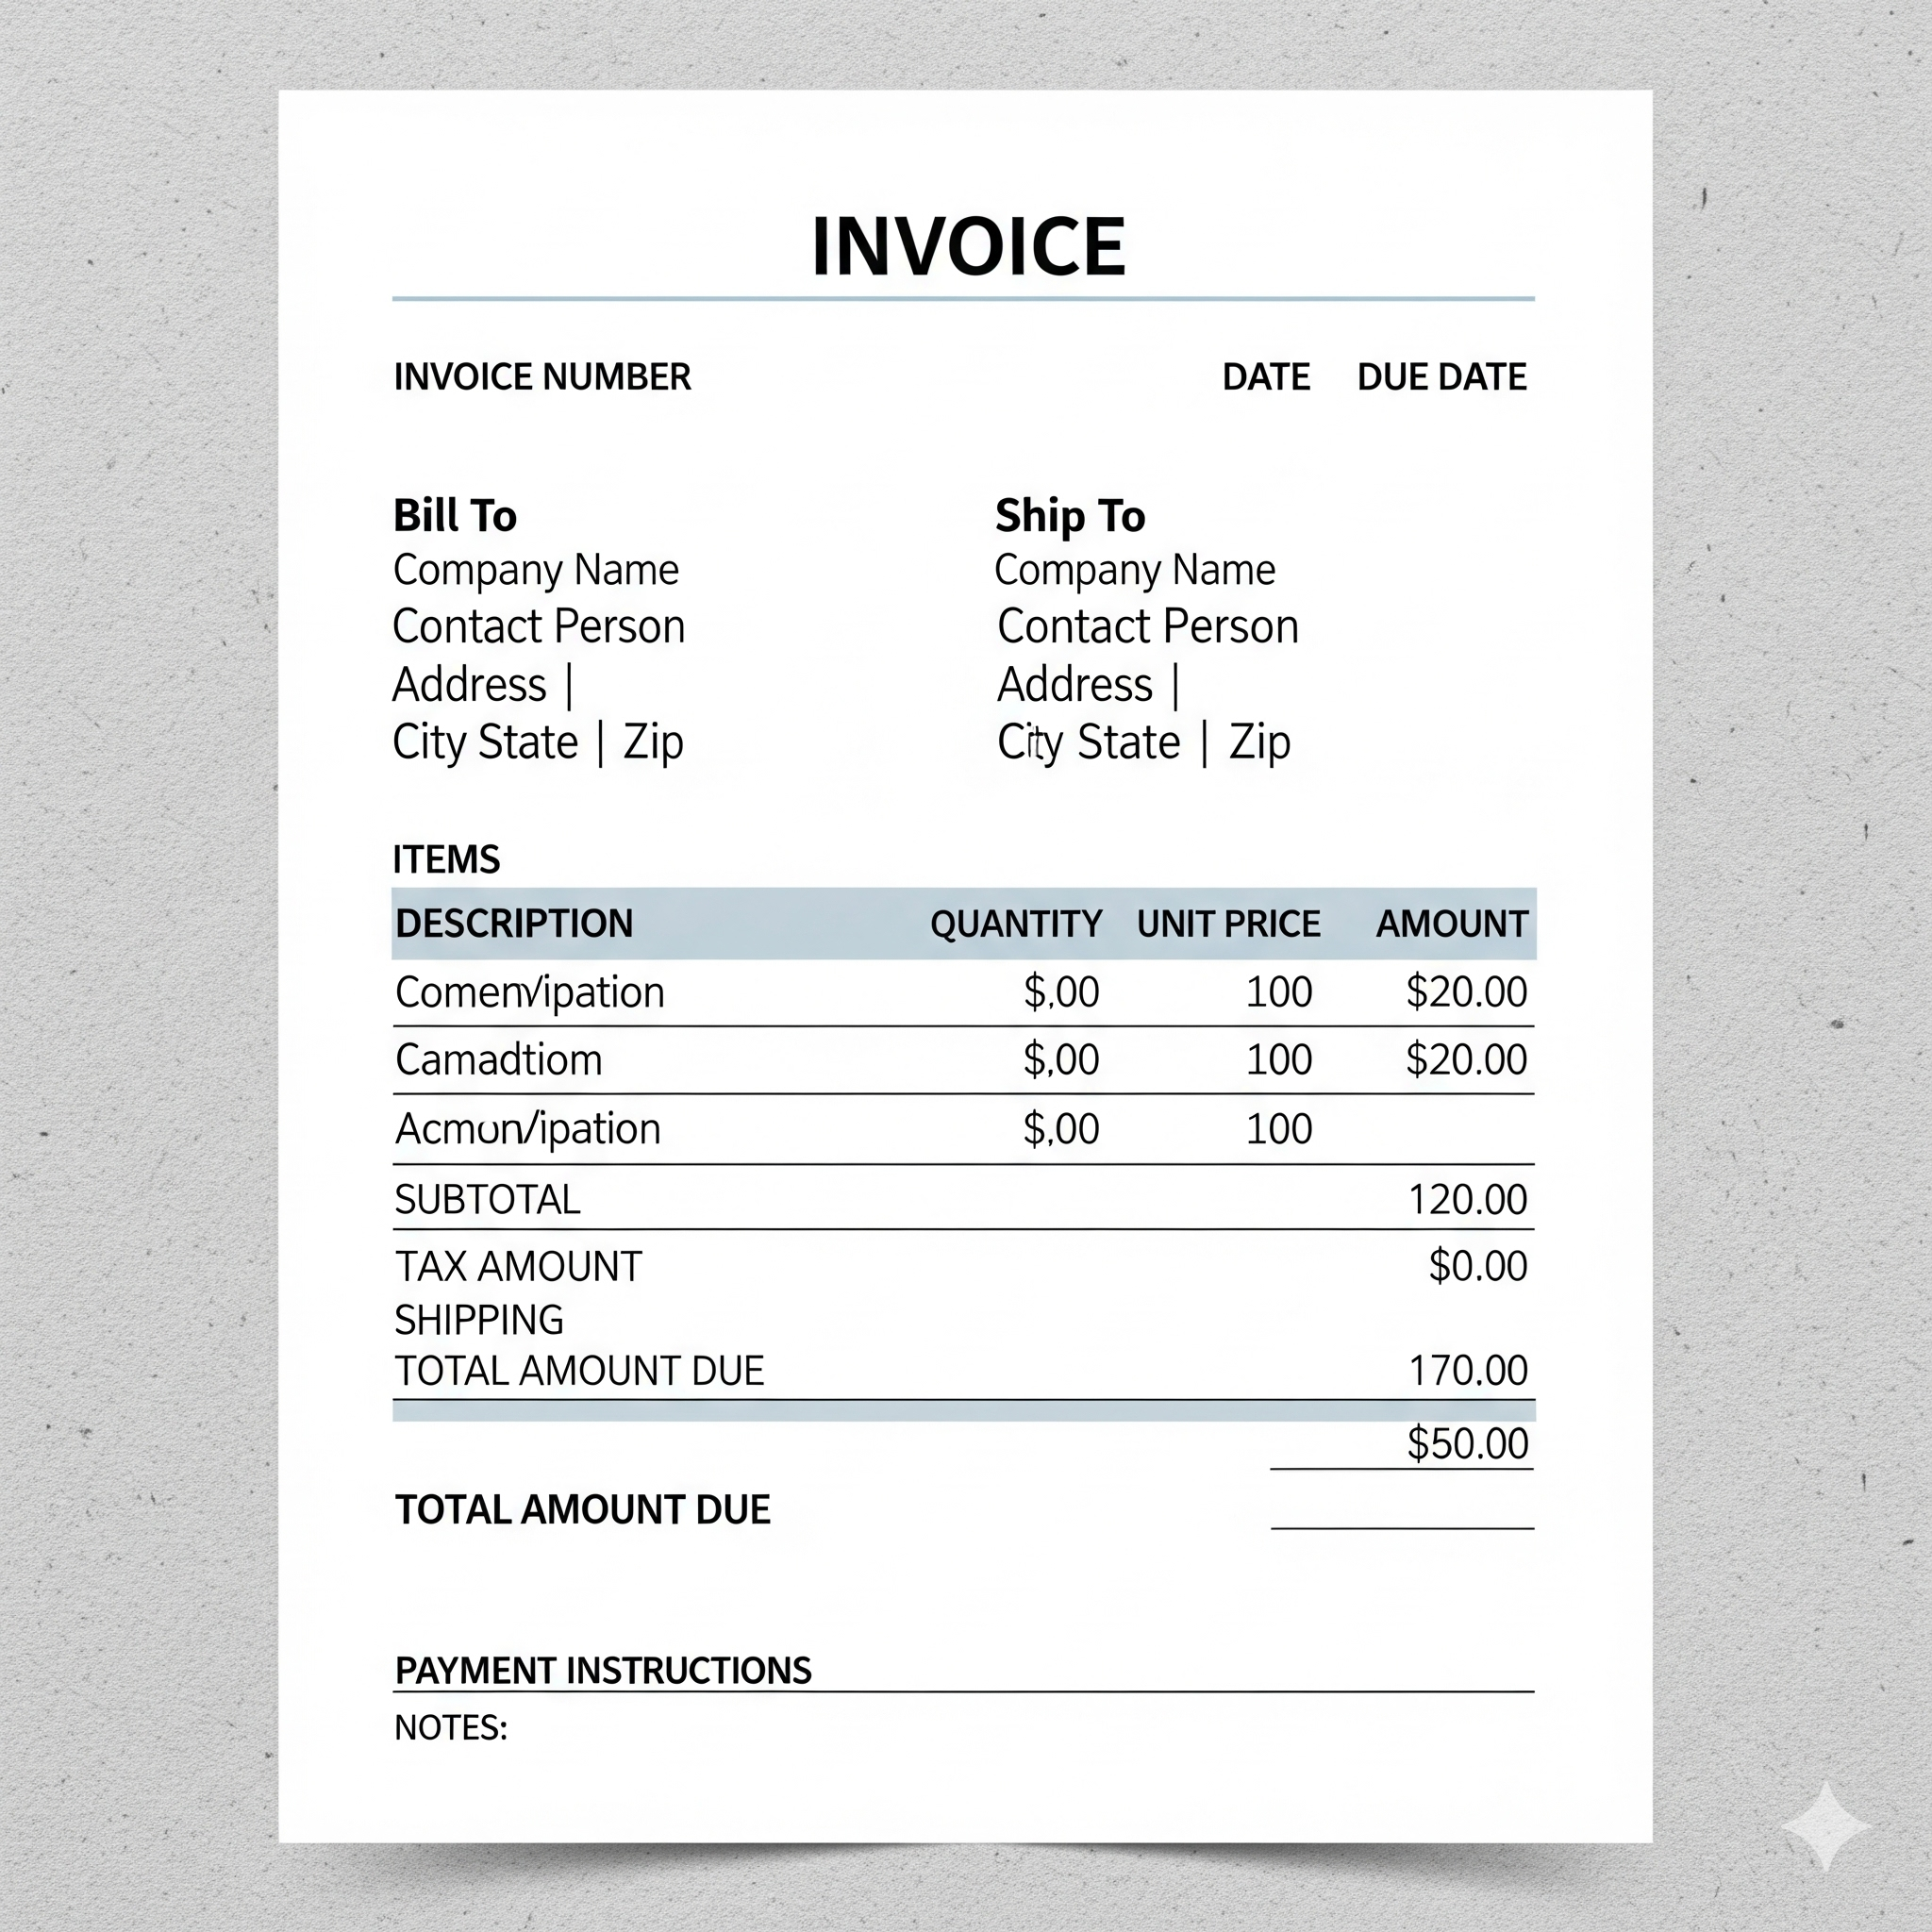 INVOICE
INVOICE NUMBER DATE DUE DATE
Bill To
Company Name
Contact Person
Address |
City State | Zip
Ship To
Company Name
Contact Person
Address |
City State | Zip
ITEMS
DESCRIPTION QUANTITY UNIT PRICE AMOUNT
$.00 100 $20.00
Camadtiom $.00 100 $20.00
$.00 100
SUBTOTAL 120.00
TAX AMOUNT $0.00
SHIPPING
TOTAL AMOUNT DUE 170.00
$50.00
TOTAL AMOUNT DUE
PAYMENT INSTRUCTIONS
NOTES: